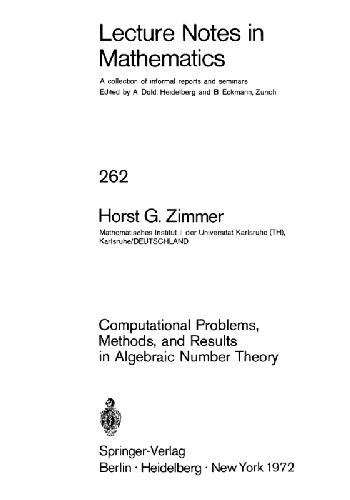 Lecture Notes in
Mathematics
A collection of informal reports and seminars
Edited by A. Dold, Heidelberg and B. Eckmann, Zürich
262
Horst G. Zimmer
Mathematisches Institut I der Universität Karlsruhe (TH),
Karlsruhe/DEUTSCHLAND
Computational Problems,
Methods, and Results
in Algebraic Number Theory
Springer-Verlag
Berlin · Heidelberg · New York 1972